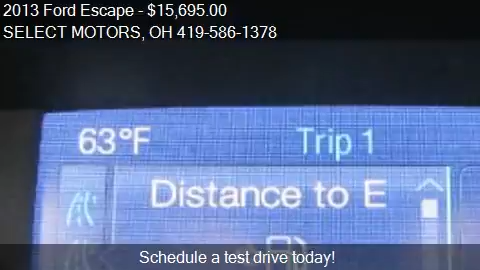 2013 Ford Escape - $15,695.00
SELECT MOTORS, OH 419-586-1378
63°F Trip 1
Distance to E
Schedule a test drive today!